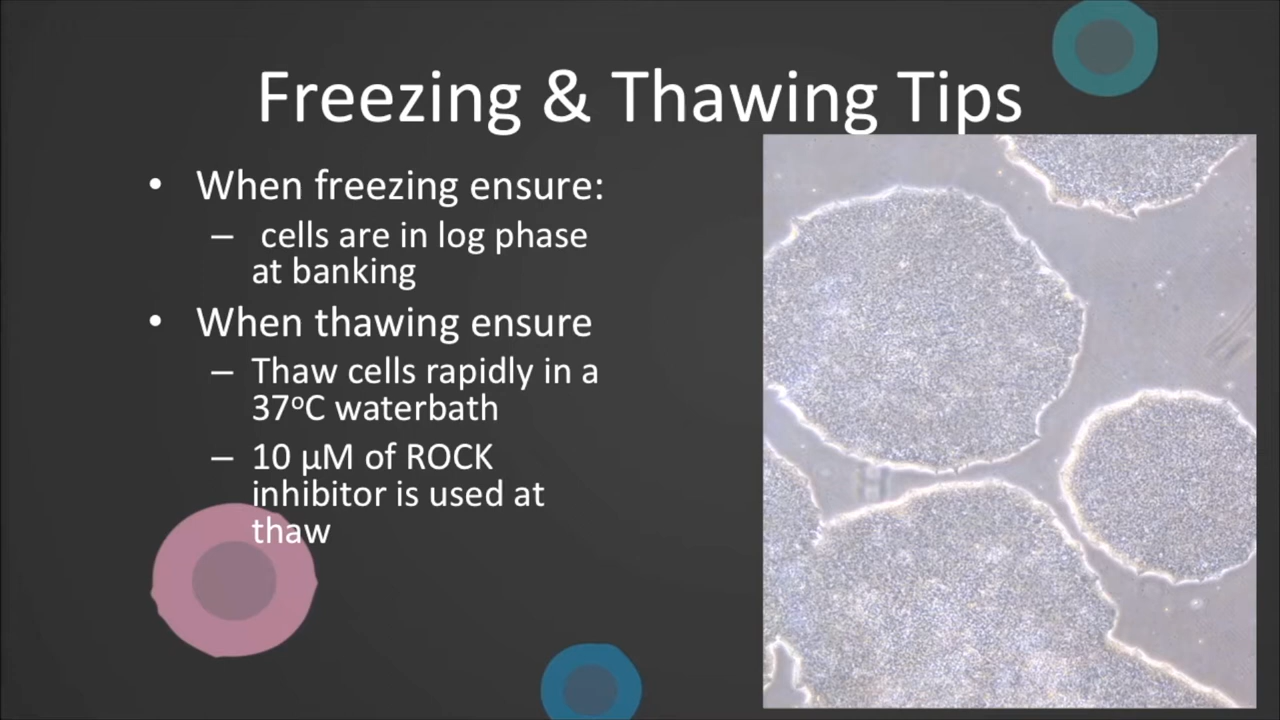 Freezing & Thawing Tips
• When freezing ensure:
– cells are in log phase
at banking
• When thawing ensure
– Thaw cells rapidly in a
37ºC waterbath
– 10 µM of ROCK
inhibitor is used at
thaw